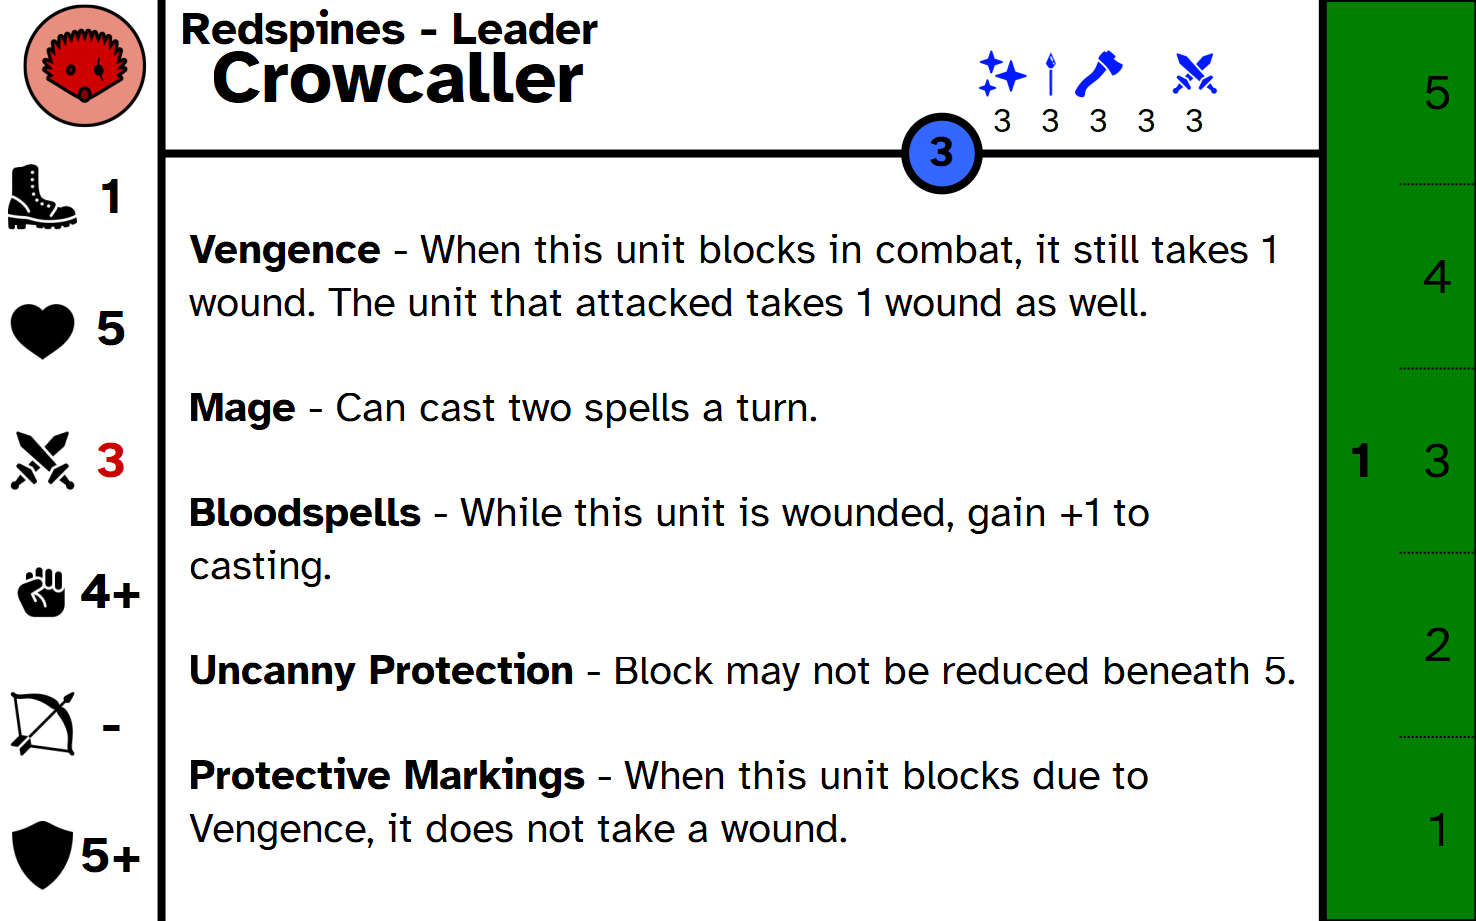 Redspines - Leader
Crowcaller
3 3 3 3 3
3
1
5
3
4+
-
5+
Vengence - When this unit blocks in combat, it still takes 1
wound. The unit that attacked takes 1 wound as well.
Mage - Can cast two spells a turn.
Bloodspells - While this unit is wounded, gain +1 to
casting.
Uncanny Protection - Block may not be reduced beneath 5.
Protective Markings - When this unit blocks due to
Vengence, it does not take a wound.
5
4
1 3
2
1